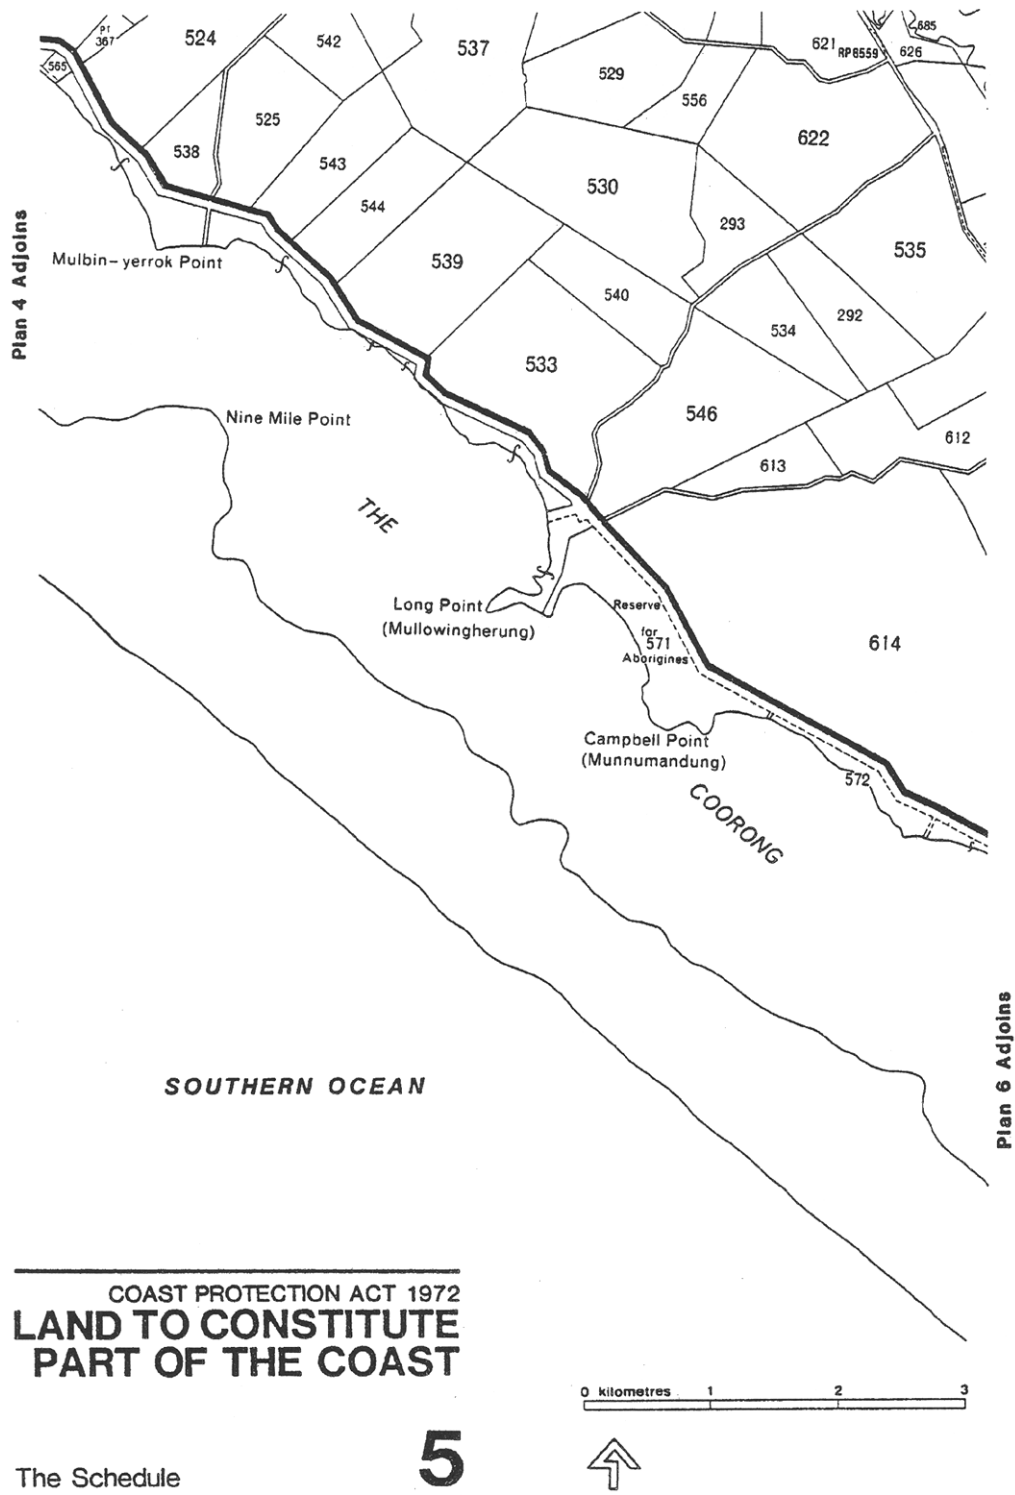 PT
367
524
542
537
529
556
621
RP6559
626
685
565
538
525
543
544
530
622
293
535
539
540
534
292
533
546
613
612
614
Plan 4 Adjoins
Mulbin-yerrok Point
Nine Mile Point
THE
Long Point
(Mullowingherung)
Reserve
for
571
Aborigines
Campbell Point
(Munnumandung)
572
COORONG
Plan 6 Adjoins
SOUTHERN OCEAN
COAST PROTECTION ACT 1972
LAND TO CONSTITUTE
PART OF THE COAST
0 kilometres 1 2 3
The Schedule 5